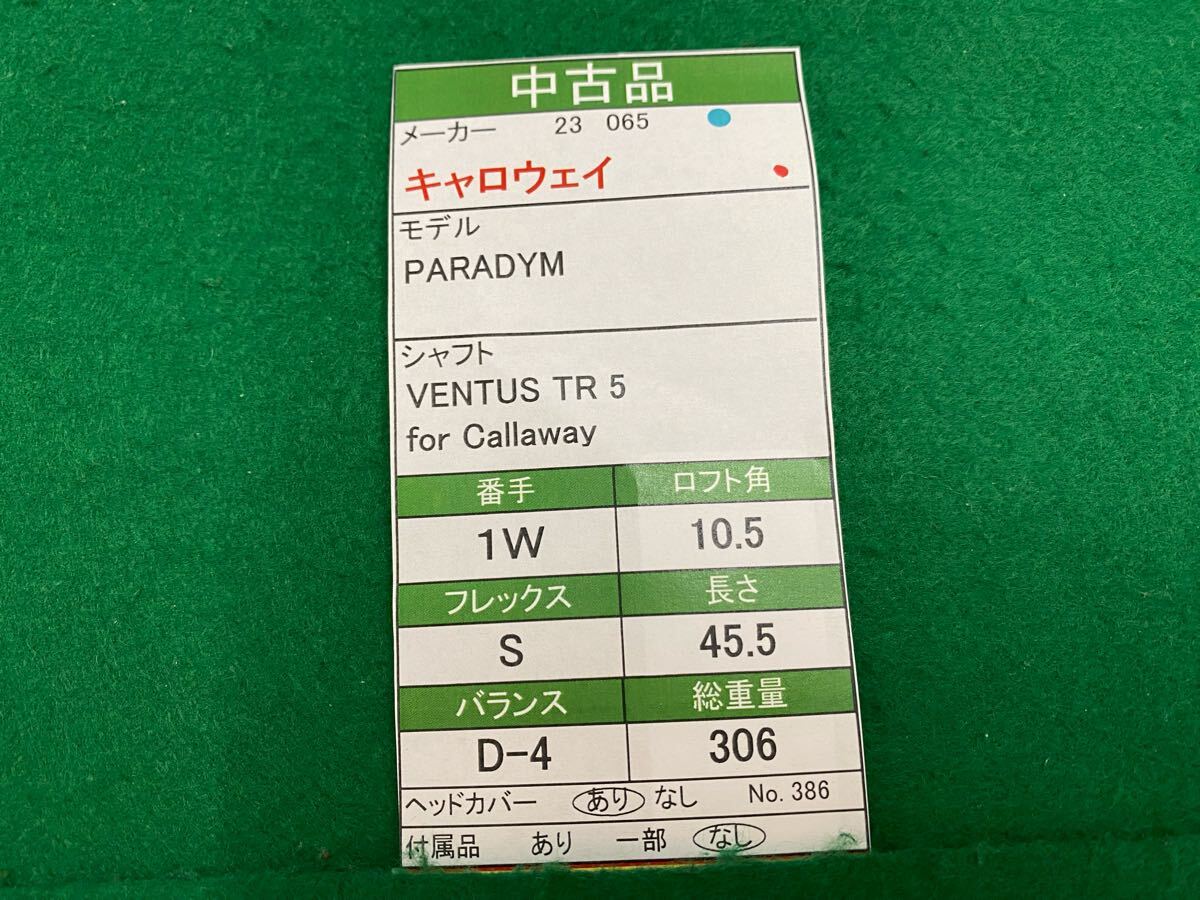 中古品
メーカー 23 065
キャロウェイ
モデル
PARADYM
シャフト
VENTUS TR 5
for Callaway
番手 ロフト角
1W 10.5
フレックス 長さ
S 45.5
バランス 総重量
D-4 306
ヘッドカバー あり なし No. 386
付属品 あり 一部 なし